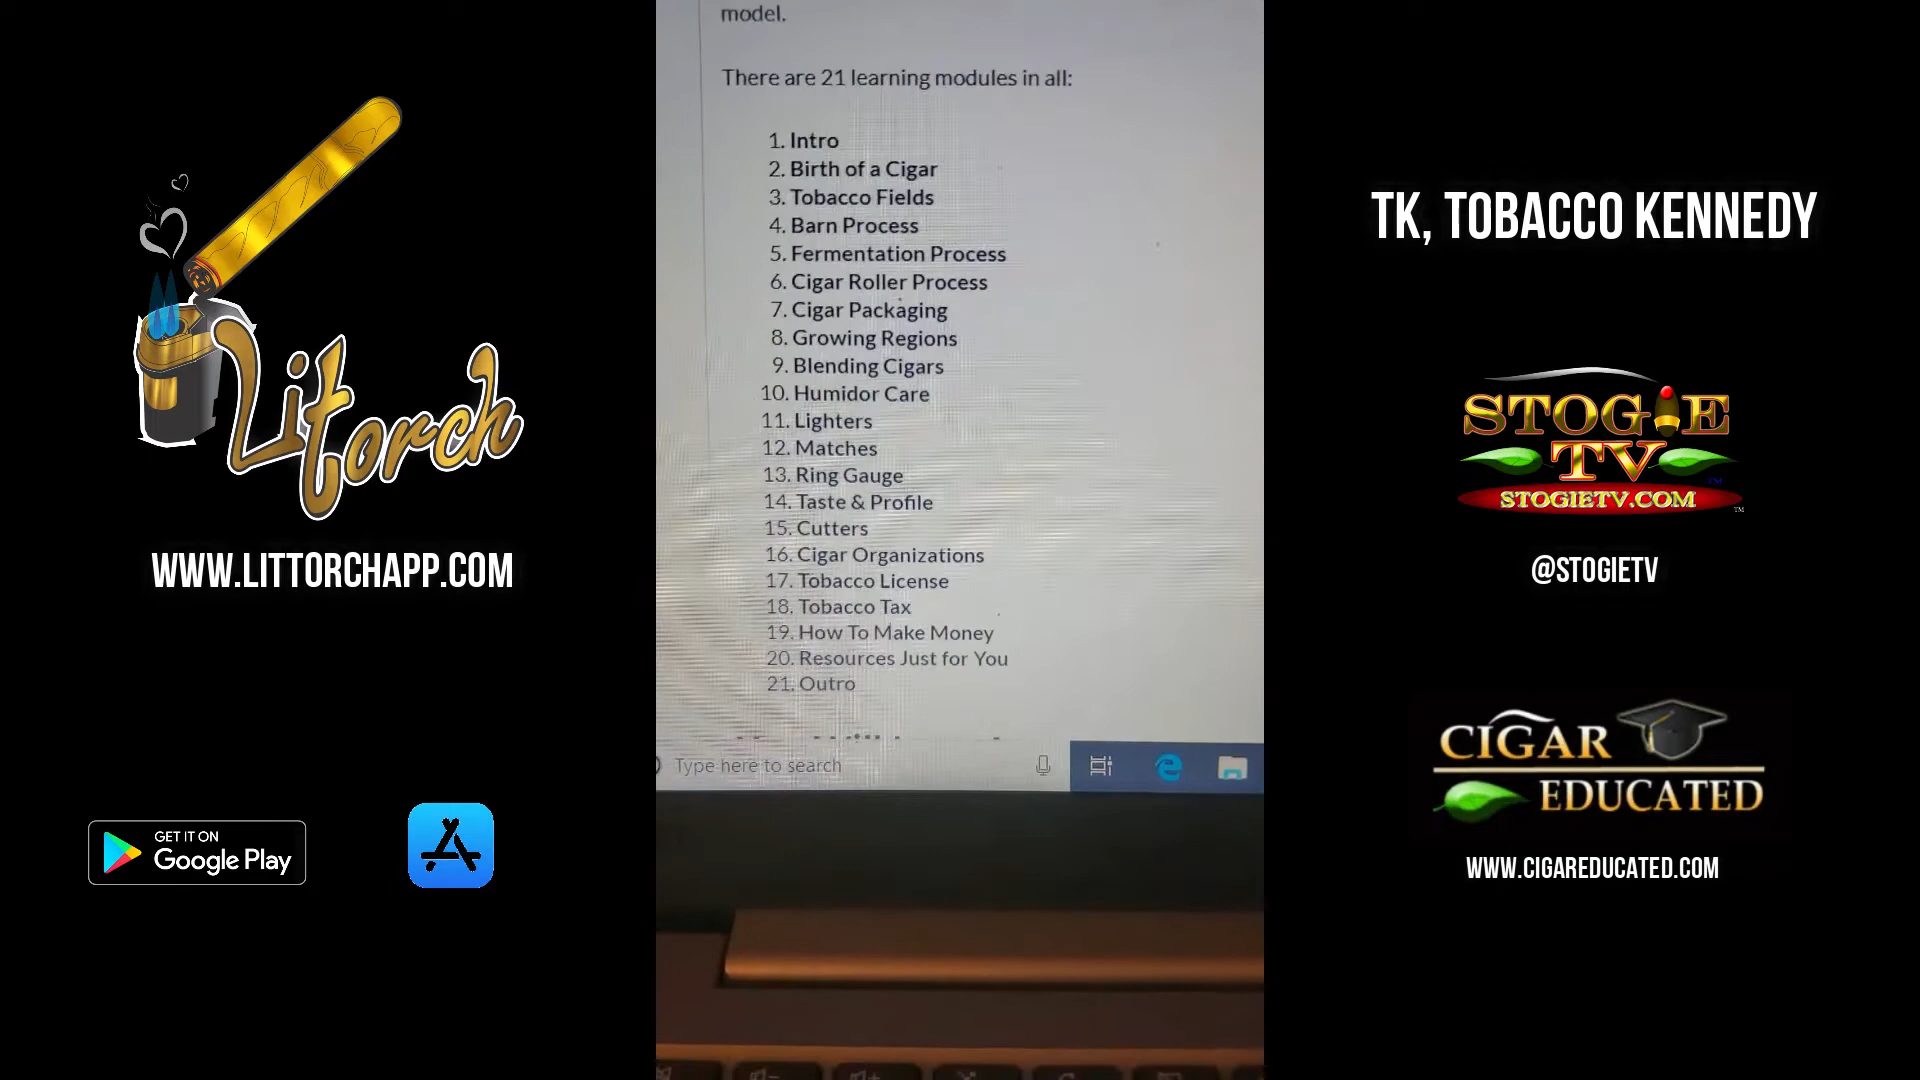 Litorch
WWW.LITTORCHAPP.COM
GET IT ON
Google Play
model.
There are 21 learning modules in all:
1. Intro
2. Birth of a Cigar
3. Tobacco Fields
4. Barn Process
5. Fermentation Process
6. Cigar Roller Process
7. Cigar Packaging
8. Growing Regions
9. Blending Cigars
10. Humidor Care
11. Lighters
12. Matches
13. Ring Gauge
14. Taste & Profile
15. Cutters
16. Cigar Organizations
17. Tobacco License
18. Tobacco Tax
19. How To Make Money
20. Resources Just for You
21. Outro
Type here to search
TK, TOBACCO KENNEDY
STOGIE
TV
STOGIETV.COM
TM
@STOGIETV
CIGAR
EDUCATED
WWW.CIGAREDUCATED.COM